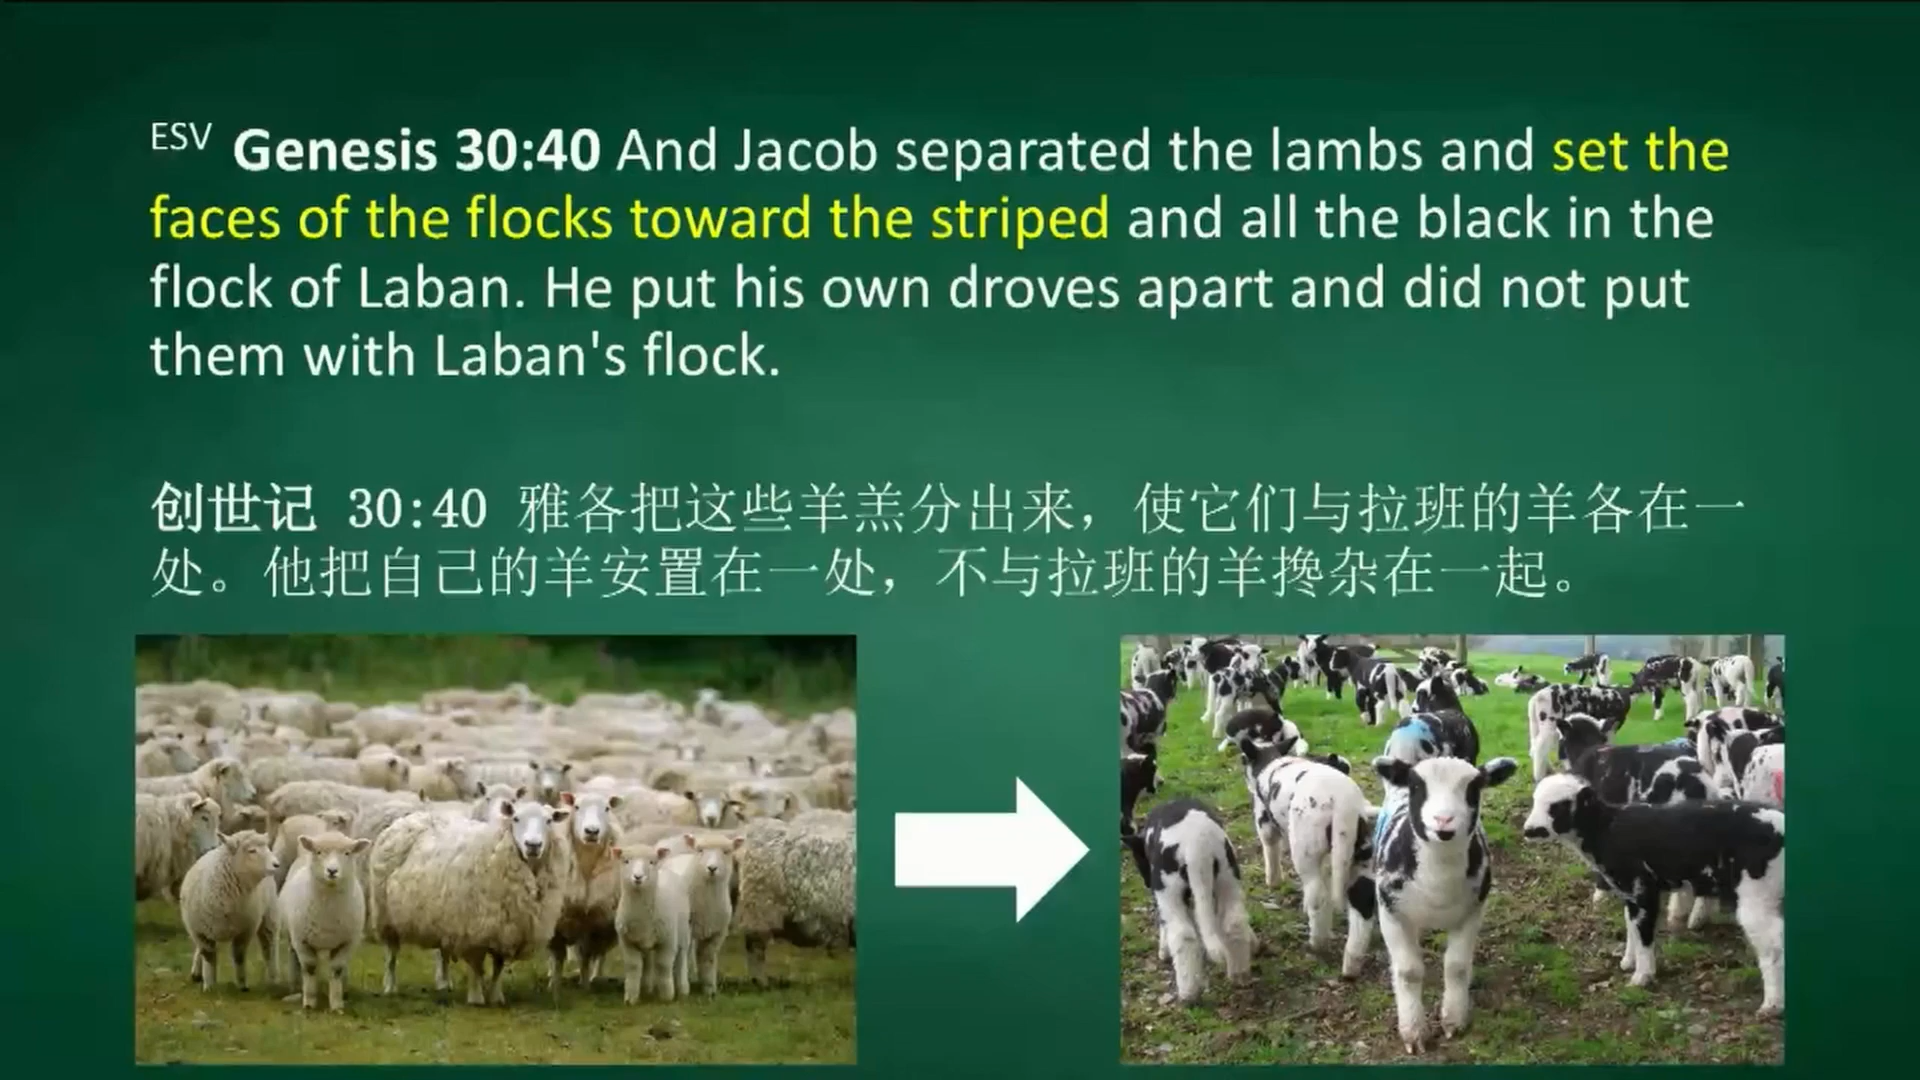 ESV Genesis 30:40 And Jacob separated the lambs and set the
faces of the flocks toward the striped and all the black in the
flock of Laban. He put his own droves apart and did not put
them with Laban's flock.
创世记 30:40 雅各把这些羊羔分出来，使它们与拉班的羊各在一
处。他把自己的羊安置在一处，不与拉班的羊搀杂在一起。